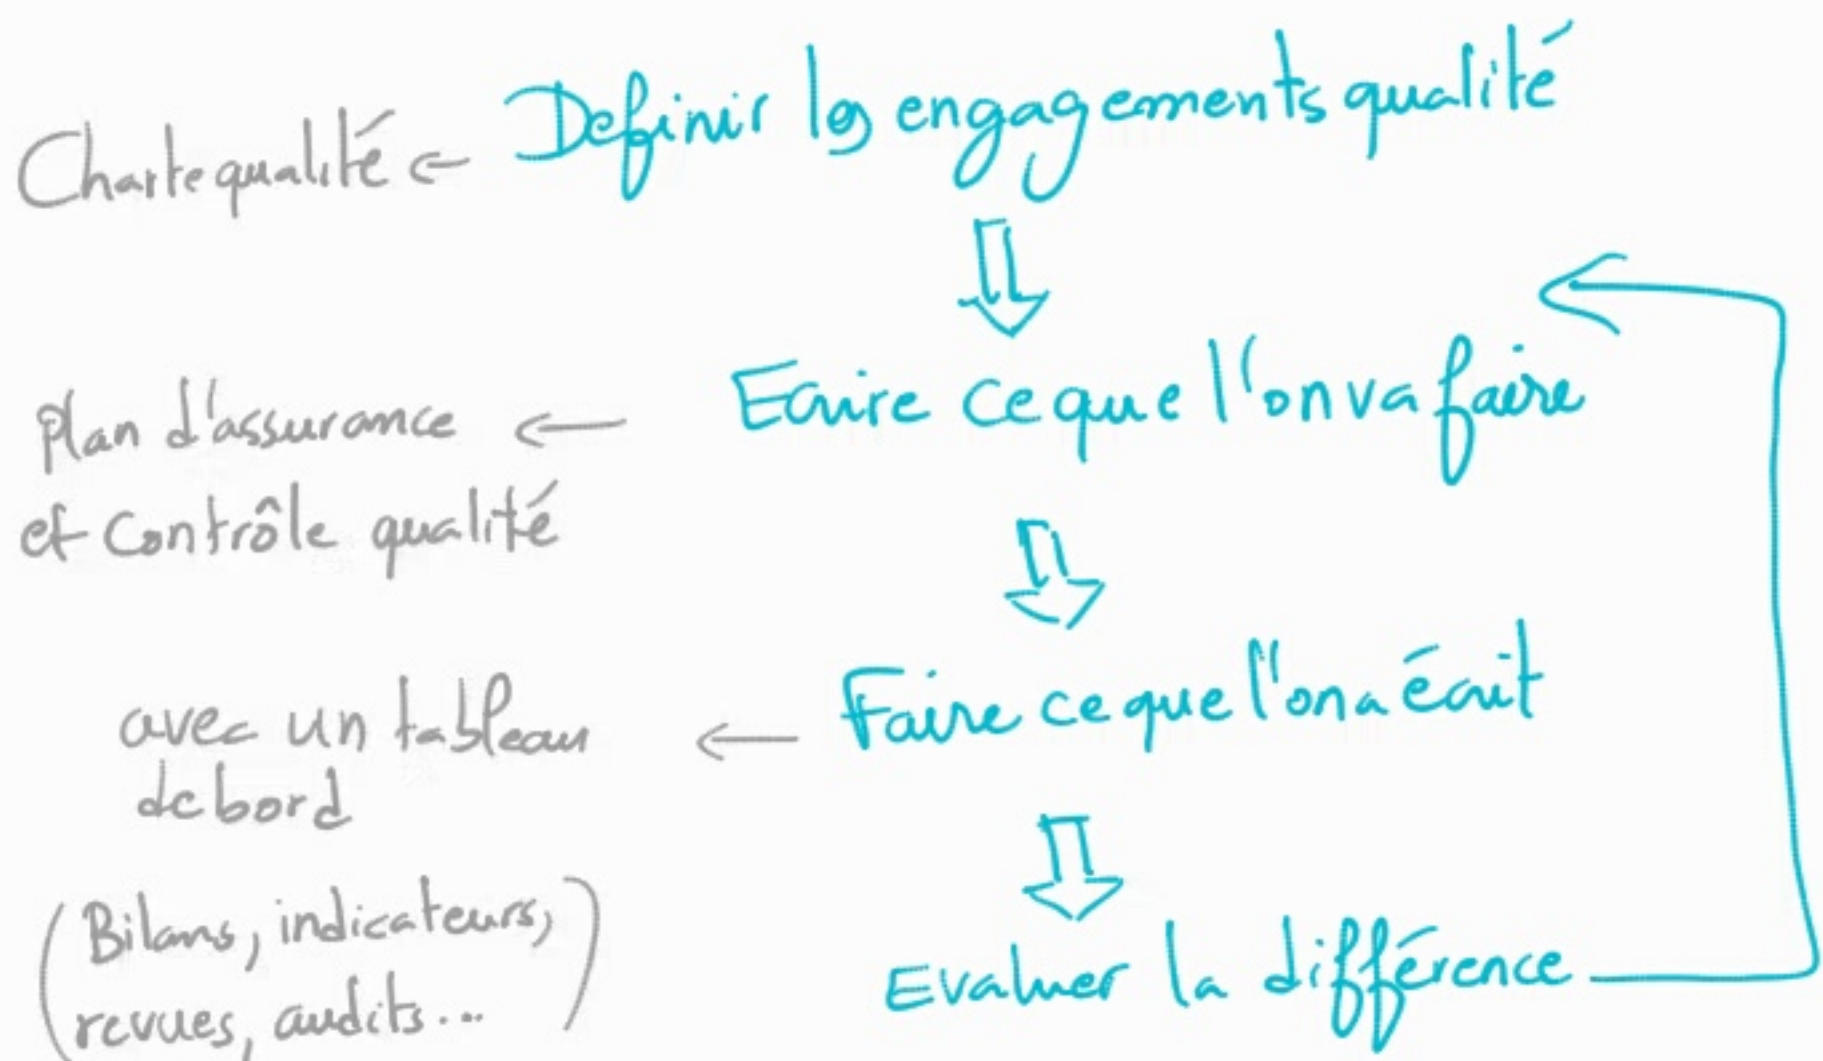 Definir les engagements qualité
Charte qualité ←
Ecrire ce que l'on va faire
Plan d'assurance ←
et Contrôle qualité
Faire ce que l'on a écrit
avec un tableau ←
de bord
(Bilans, indicateurs,
revues, audits...)
Evaluer la différence